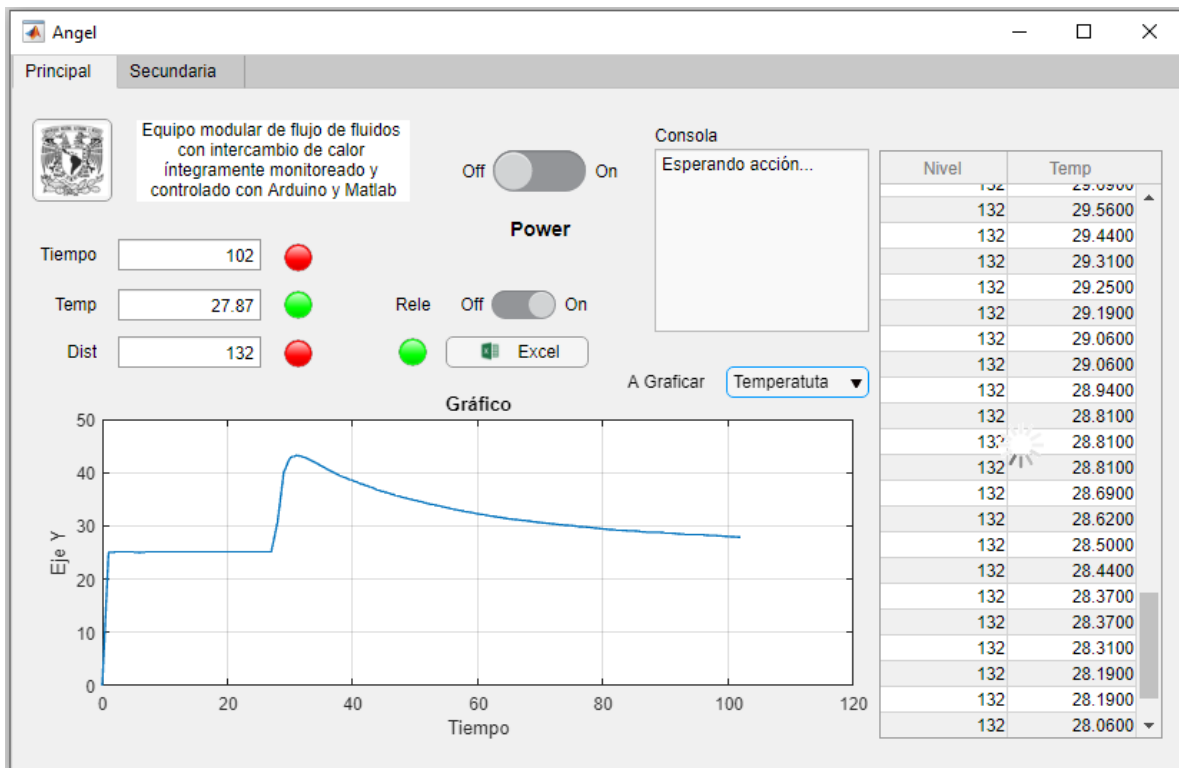 Angel
Principal Secundaria
Equipo modular de flujo de fluidos
con intercambio de calor
íntegramente monitoreado y
controlado con Arduino y Matlab
Off On
Power
Consola
Esperando acción...
Tiempo 102
Temp 27.87
Dist 132
Rele Off On
Excel
A Graficar Temperatuta
Gráfico
50
40
30
20
10
0
Eje Y
0 20 40 60 80 100 120
Tiempo
Nivel Temp
132 29.6900
132 29.5600
132 29.4400
132 29.3100
132 29.2500
132 29.1900
132 29.0600
132 29.0600
132 28.9400
132 28.8100
132 28.8100
132 28.8100
132 28.6900
132 28.6200
132 28.5000
132 28.4400
132 28.3700
132 28.3700
132 28.3100
132 28.1900
132 28.1900
132 28.0600